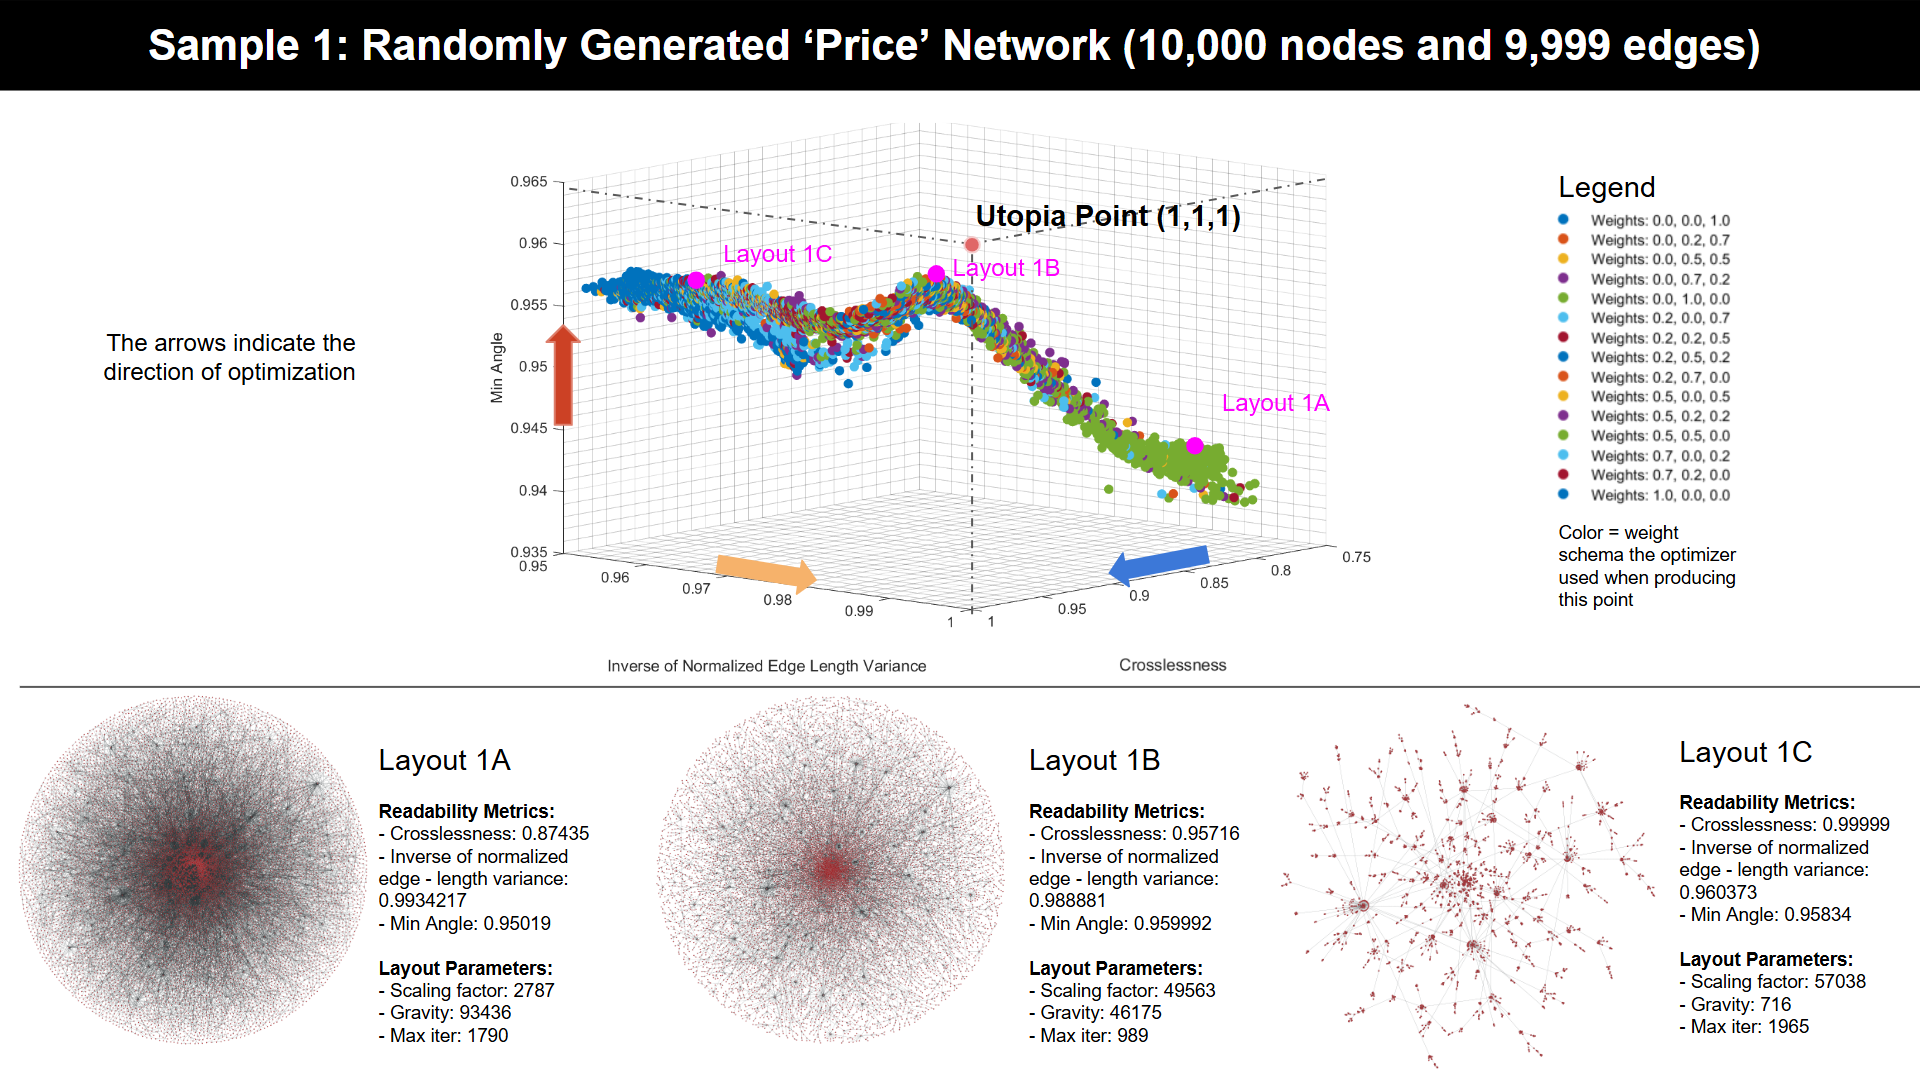 Sample 1: Randomly Generated ‘Price’ Network (10,000 nodes and 9,999 edges)
The arrows indicate the
direction of optimization
Min Angle
0.965
0.96
0.955
0.95
0.945
0.94
0.935
0.95
0.96
0.97
0.98
0.99
1
1
0.95
0.9
0.85
0.8
0.75
Inverse of Normalized Edge Length Variance
Crosslessness
Utopia Point (1,1,1)
Layout 1C
Layout 1B
Layout 1A
Legend
Weights: 0.0, 0.0, 1.0
Weights: 0.0, 0.2, 0.7
Weights: 0.0, 0.5, 0.5
Weights: 0.0, 0.7, 0.2
Weights: 0.0, 1.0, 0.0
Weights: 0.2, 0.0, 0.7
Weights: 0.2, 0.2, 0.5
Weights: 0.2, 0.5, 0.2
Weights: 0.2, 0.7, 0.0
Weights: 0.5, 0.0, 0.5
Weights: 0.5, 0.2, 0.2
Weights: 0.5, 0.5, 0.0
Weights: 0.7, 0.0, 0.2
Weights: 0.7, 0.2, 0.0
Weights: 1.0, 0.0, 0.0
Color = weight
schema the optimizer
used when producing
this point
Layout 1A
Readability Metrics:
- Crosslessness: 0.87435
- Inverse of normalized
edge - length variance:
0.9934217
- Min Angle: 0.95019
Layout Parameters:
- Scaling factor: 2787
- Gravity: 93436
- Max iter: 1790
Layout 1B
Readability Metrics:
- Crosslessness: 0.95716
- Inverse of normalized
edge - length variance:
0.988881
- Min Angle: 0.959992
Layout Parameters:
- Scaling factor: 49563
- Gravity: 46175
- Max iter: 989
Layout 1C
Readability Metrics:
- Crosslessness: 0.99999
- Inverse of normalized
edge - length variance:
0.960373
- Min Angle: 0.95834
Layout Parameters:
- Scaling factor: 57038
- Gravity: 716
- Max iter: 1965